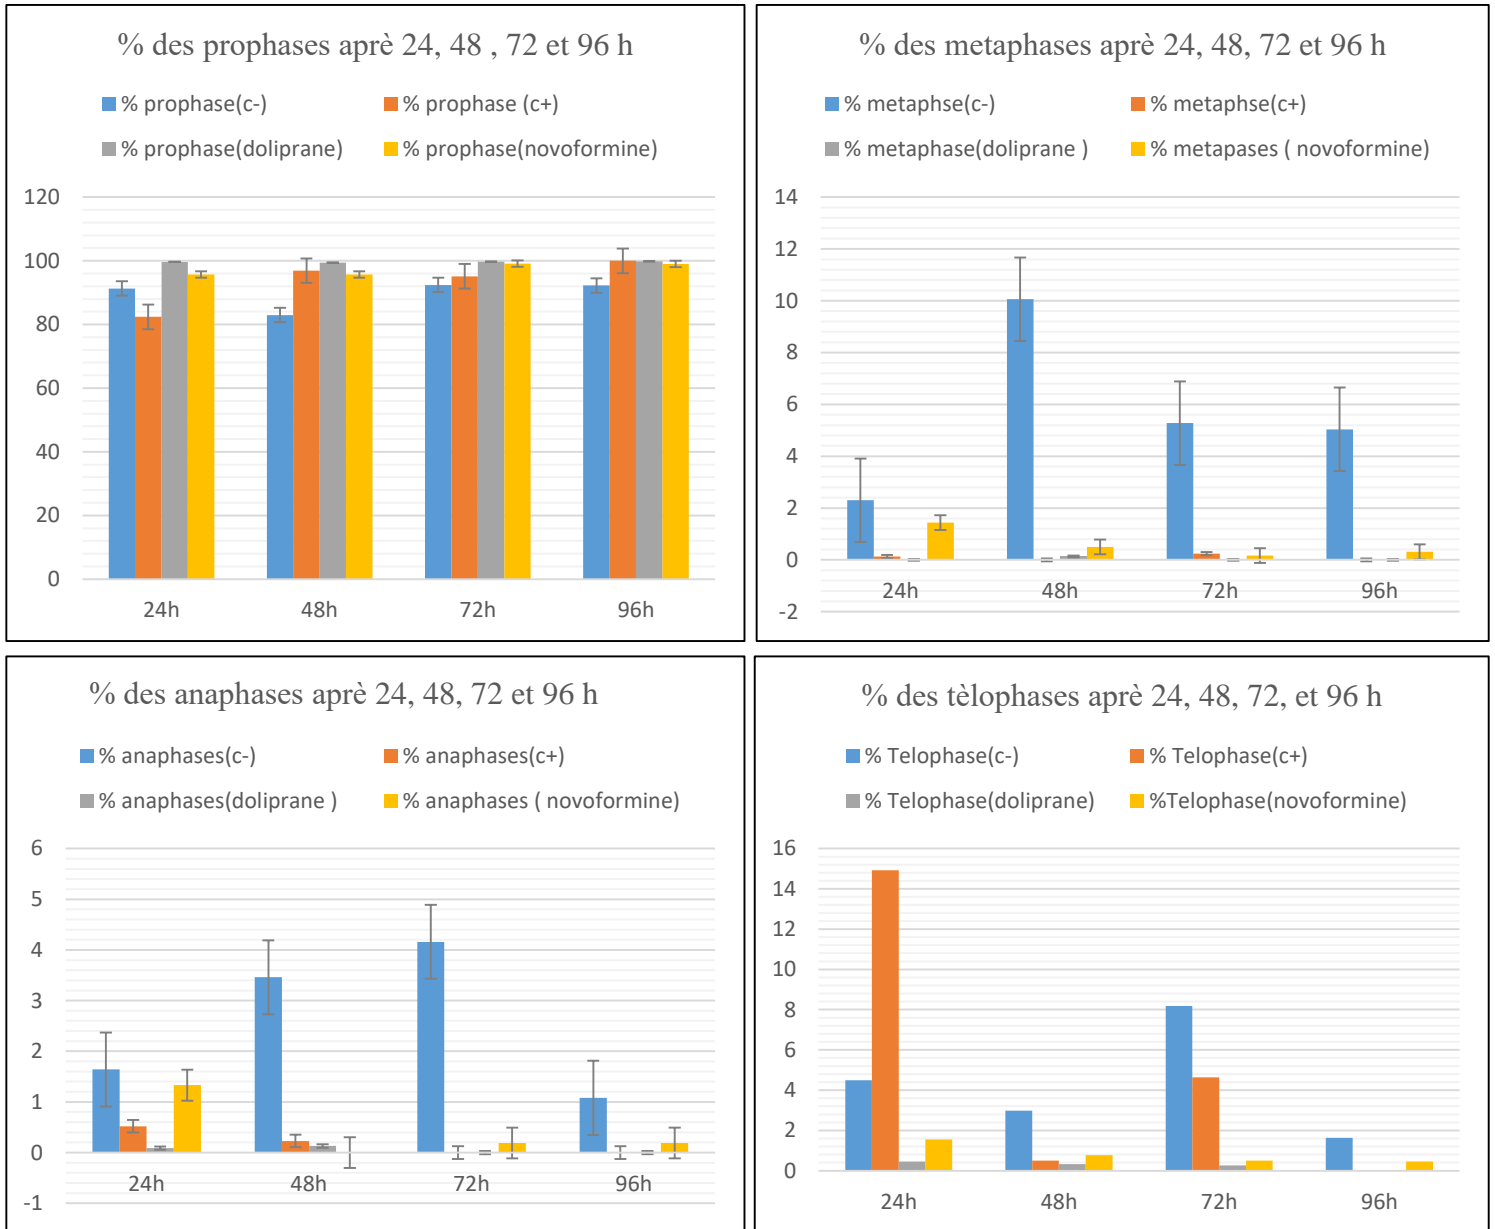 % des prophases aprè 24, 48 , 72 et 96 h
% prophase(c-) % prophase (c+)
% prophase(doliprane) % prophase(novoformine)
120
100
80
60
40
20
0
24h 48h 72h 96h
% des metaphases aprè 24, 48, 72 et 96 h
% metaphse(c-) % metaphse(c+)
% metaphase(doliprane ) % metapases ( novoformine)
14
12
10
8
6
4
2
0
-2
24h 48h 72h 96h
% des anaphases aprè 24, 48, 72 et 96 h
% anaphases(c-) % anaphases(c+)
% anaphases(doliprane ) % anaphases ( novoformine)
6
5
4
3
2
1
0
-1
24h 48h 72h 96h
% des tèlophases aprè 24, 48, 72, et 96 h
% Telophase(c-) % Telophase(c+)
% Telophase(doliprane) %Telophase(novoformine)
16
14
12
10
8
6
4
2
0
24h 48h 72h 96h